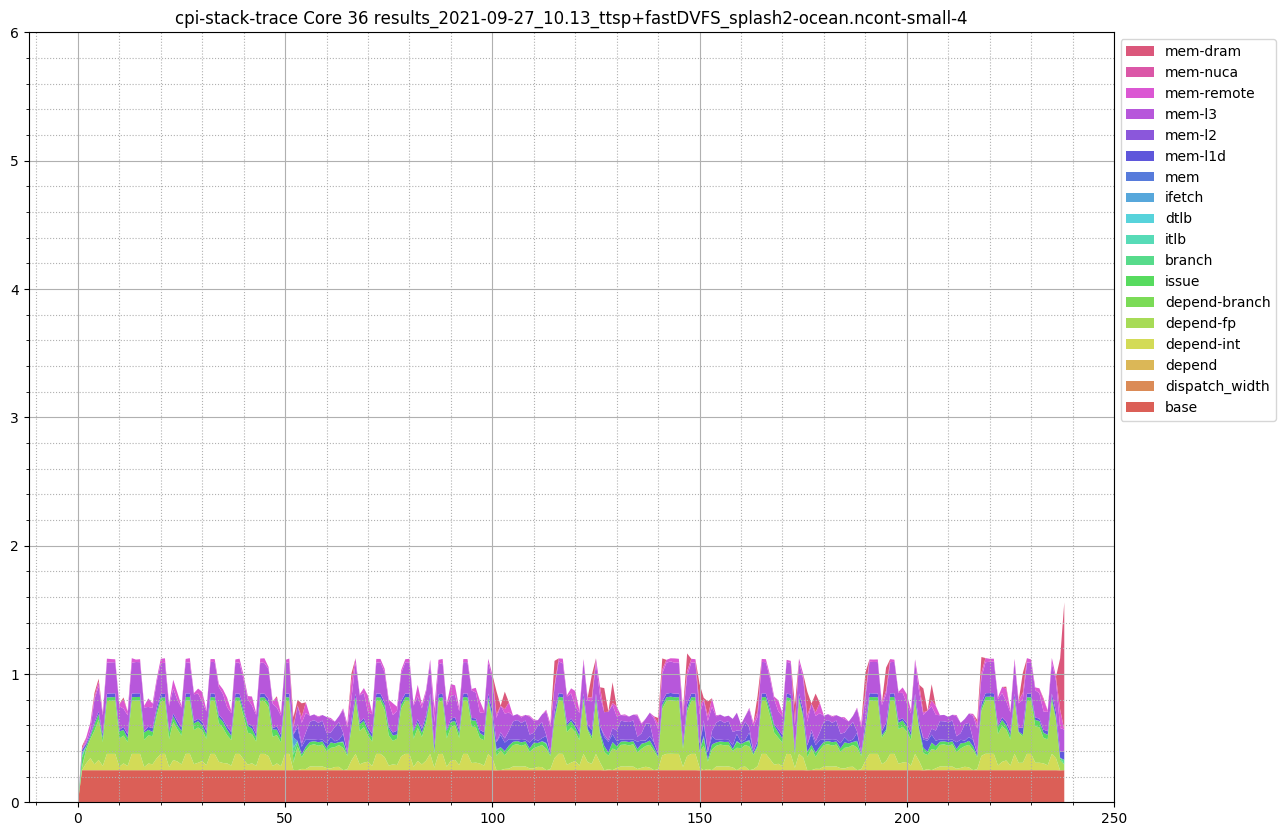 cpi-stack-trace Core 36 results_2021-09-27_10.13_ttsp+fastDVFS_splash2-ocean.ncont-small-4
6
5
4
3
2
1
0
0 50 100 150 200 250
mem-dram
mem-nuca
mem-remote
mem-l3
mem-l2
mem-l1d
mem
ifetch
dtlb
itlb
branch
issue
depend-branch
depend-fp
depend-int
depend
dispatch_width
base